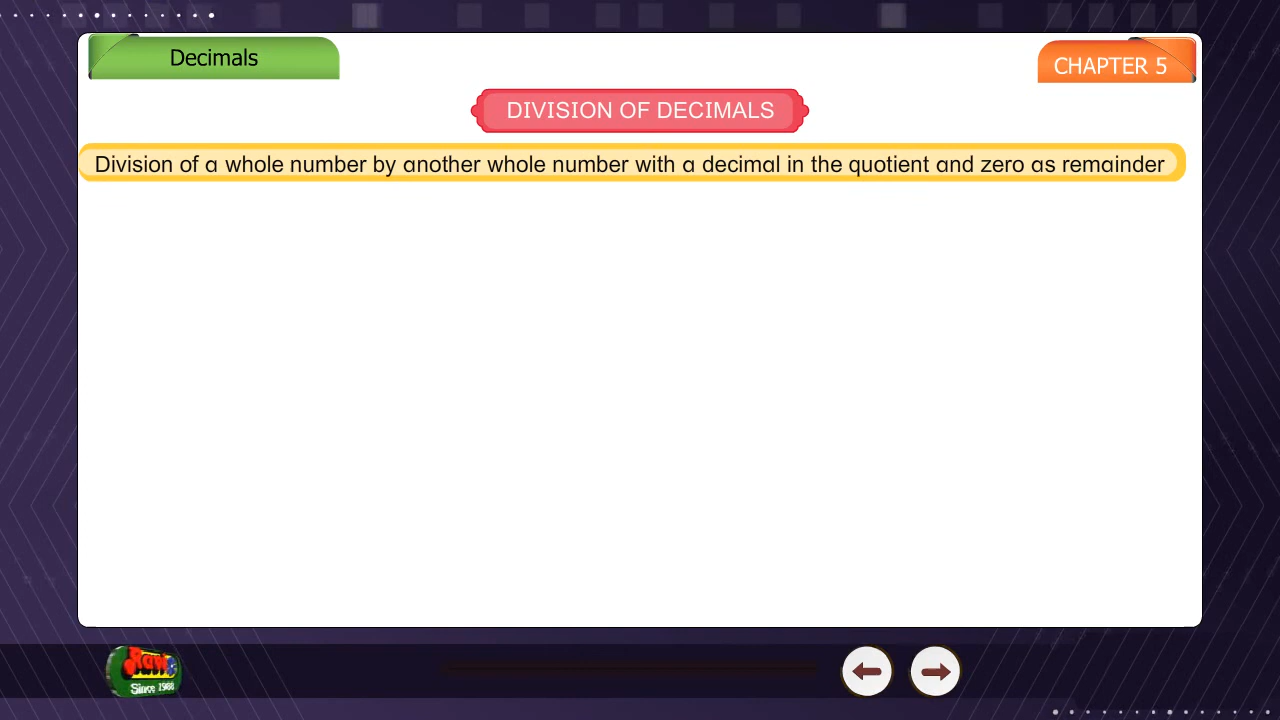 Decimals
CHAPTER 5
DIVISION OF DECIMALS
Division of a whole number by another whole number with a decimal in the quotient and zero as remainder
Since 1968